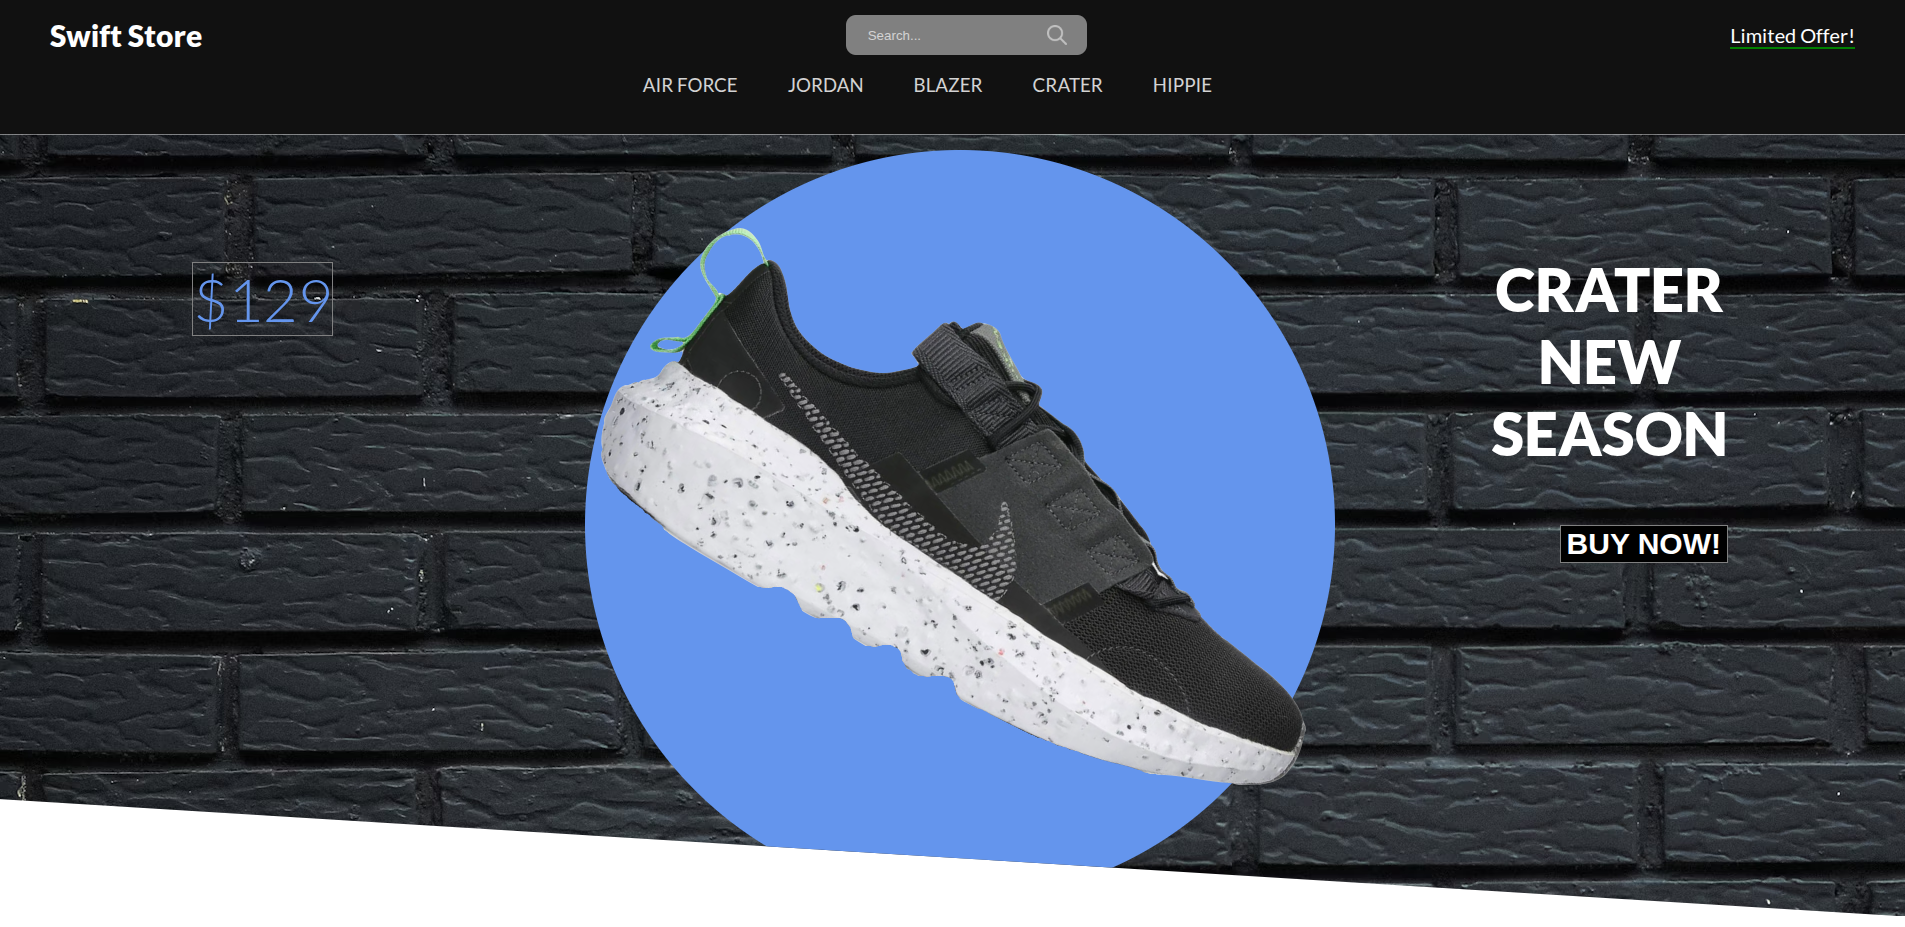 Swift Store
Search...
Limited Offer!
AIR FORCE
JORDAN
BLAZER
CRATER
HIPPIE
$129
CRATER
NEW
SEASON
BUY NOW!